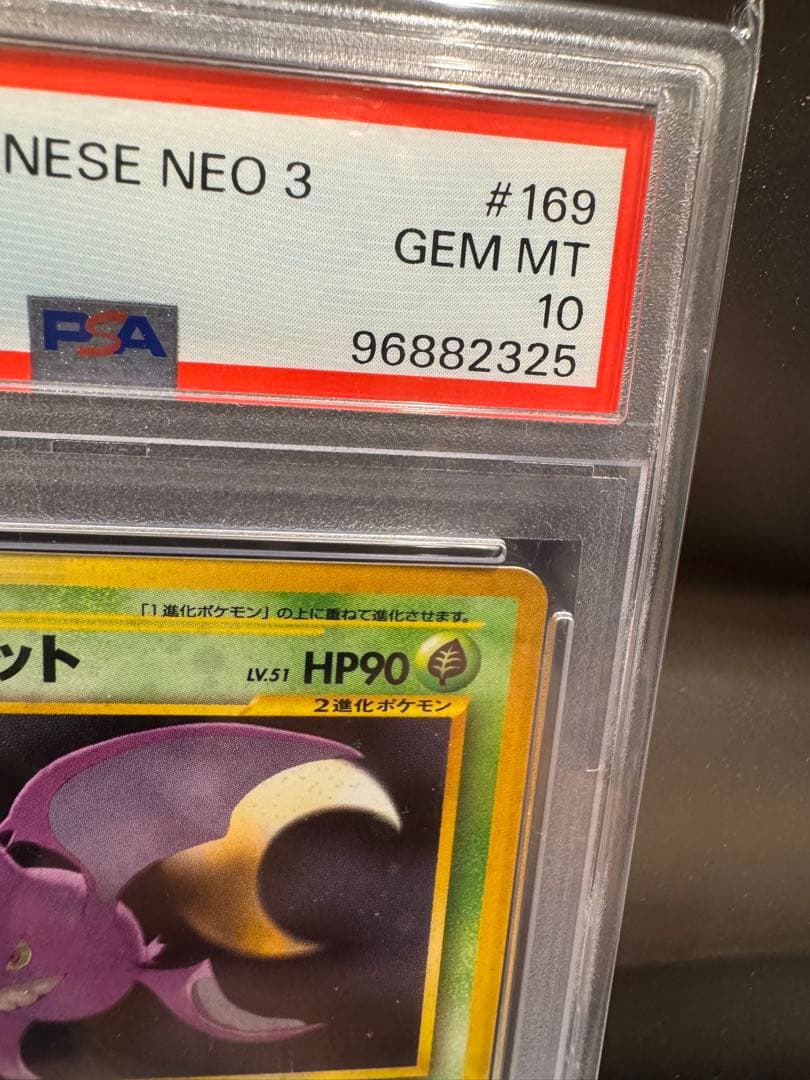 NESE NEO 3
#169
GEM MT
10
PSA
96882325
「1進化ポケモン」の上に重ねて進化させます。
ット
LV.51 HP90
2進化ポケモン